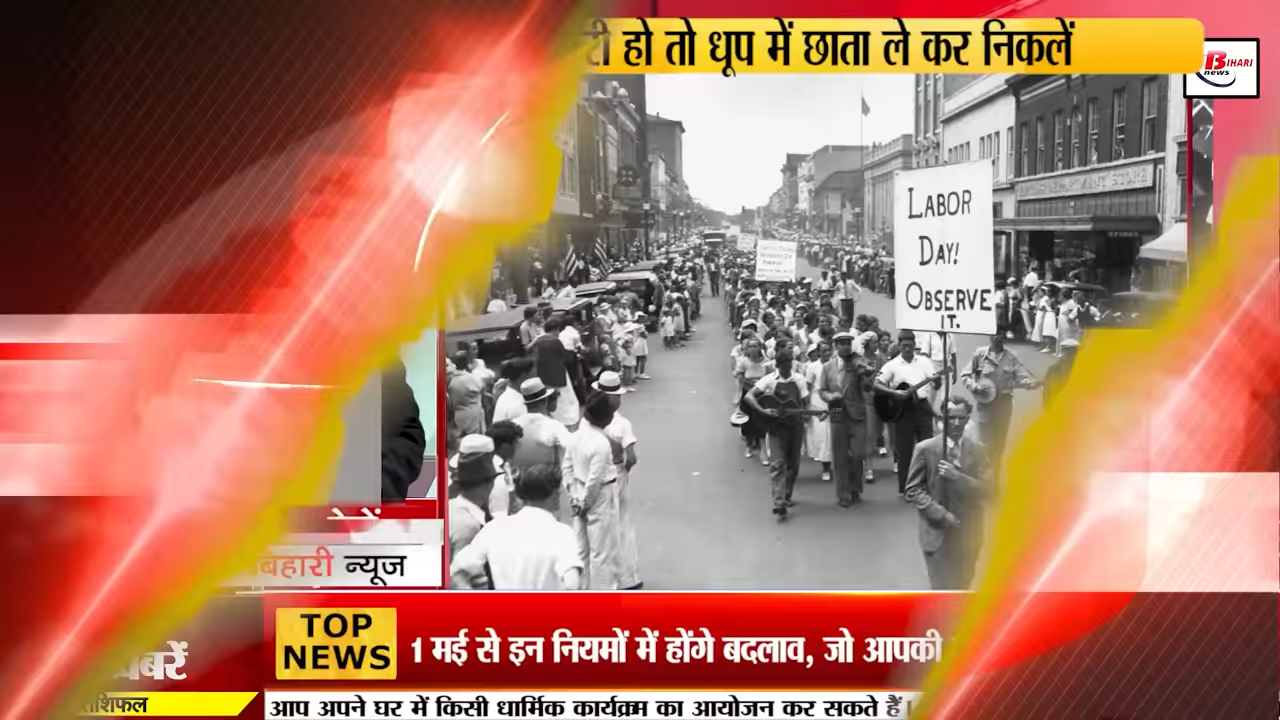 हो तो धूप में छाता ले कर निकलें
BIHARI
news
LABOR
DAY!
OBSERVE
IT.
बिहारी न्यूज
TOP
NEWS
1 मई से इन नियमों में होंगे बदलाव, जो आपकी
राशिफल
आप अपने घर में किसी धार्मिक कार्यक्रम का आयोजन कर सकते हैं।